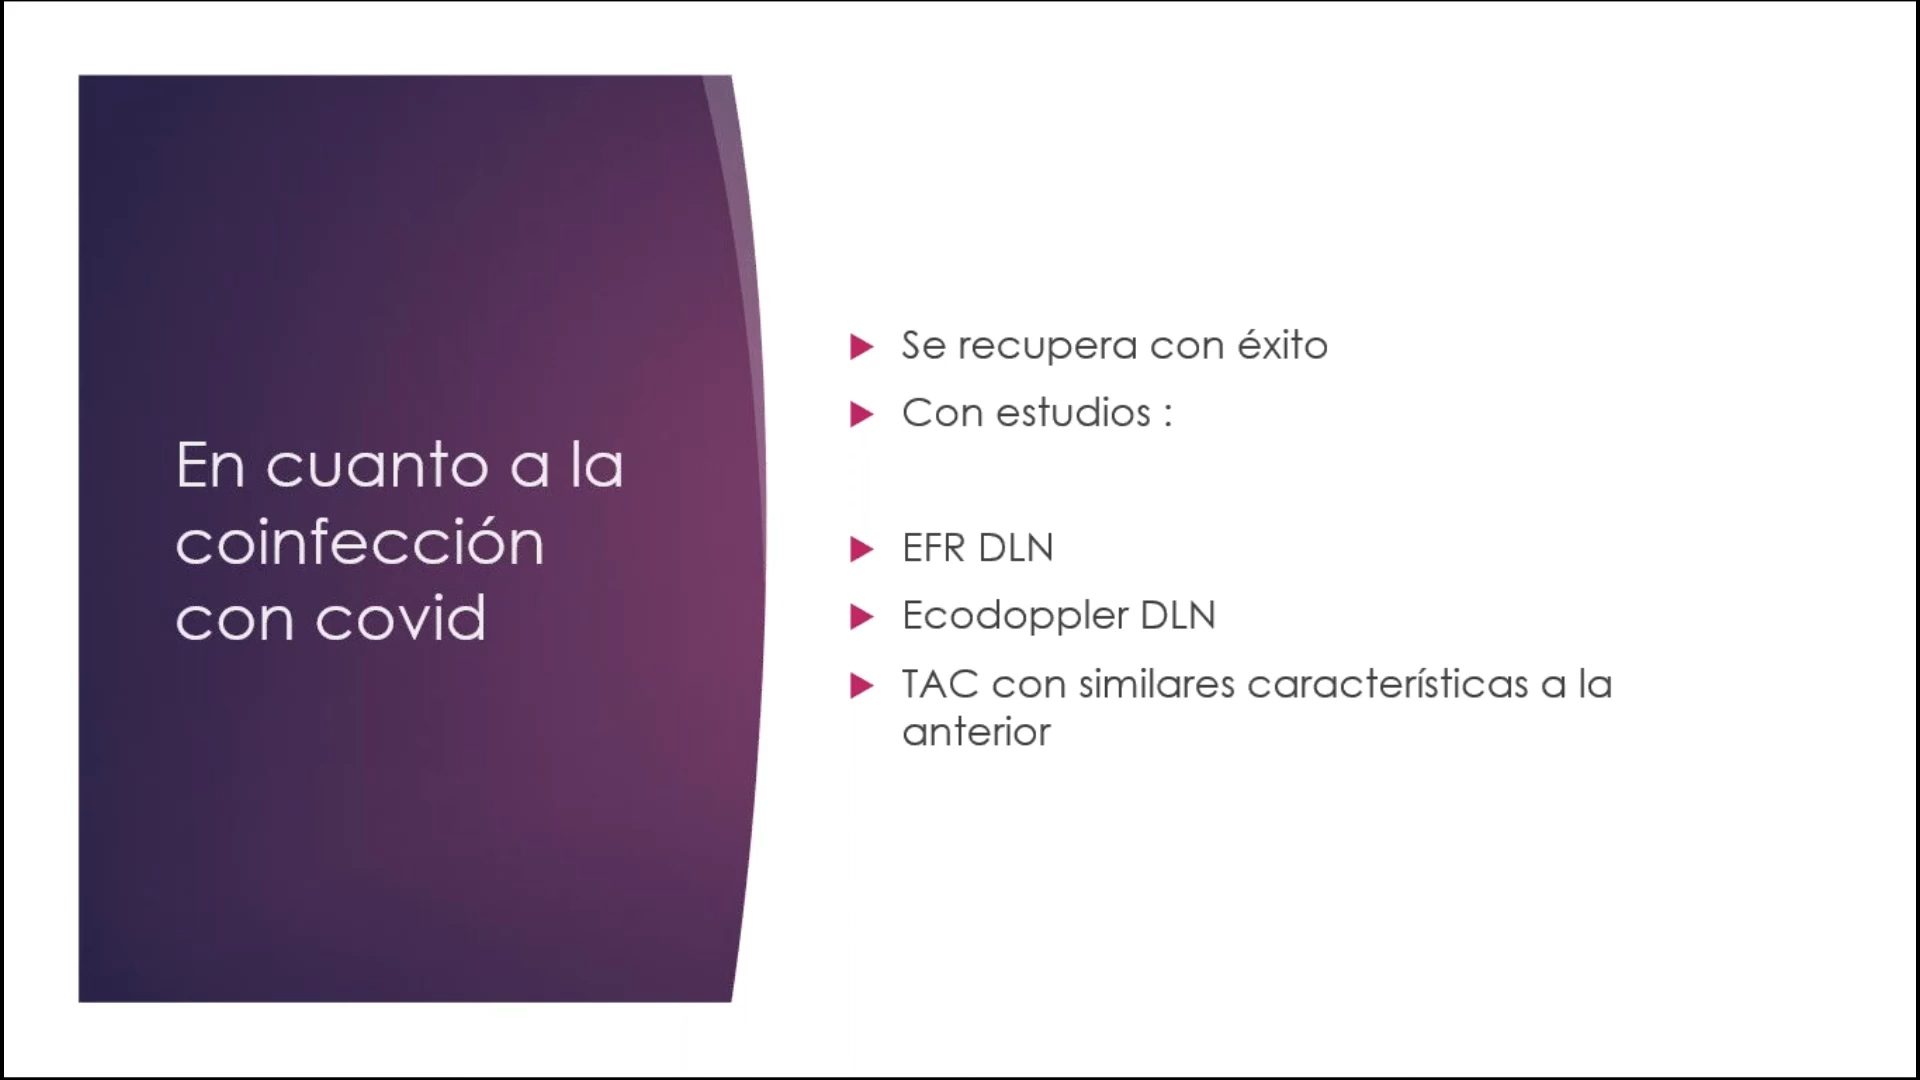 En cuanto a la
coinfección
con covid
Se recupera con éxito
Con estudios :
EFR DLN
Ecodoppler DLN
TAC con similares características a la
anterior